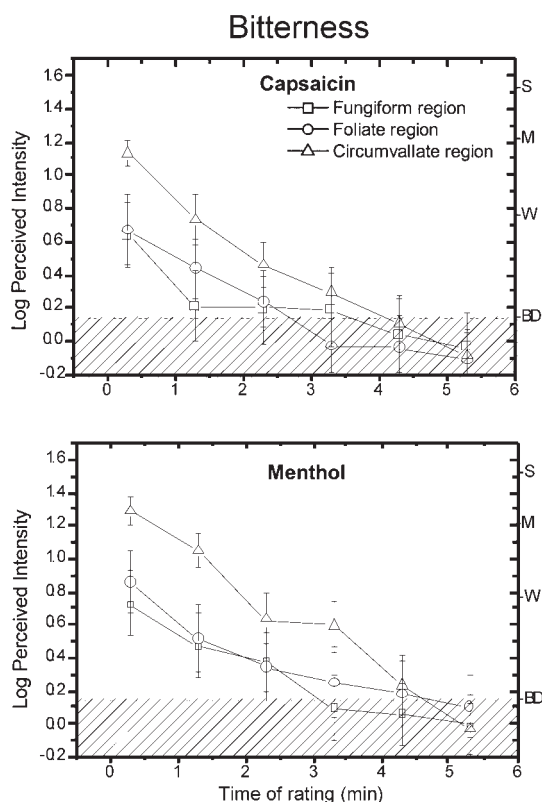 Bitterness
Capsaicin
Fungiform region
Foliate region
Circumvallate region
Log Perceived Intensity
1.6
1.4
1.2
1.0
0.8
0.6
0.4
0.2
0.0
-0.2
S
M
W
BD
0 1 2 3 4 5 6
Menthol
Log Perceived Intensity
1.6
1.4
1.2
1.0
0.8
0.6
0.4
0.2
0.0
-0.2
S
M
W
BD
0 1 2 3 4 5 6
Time of rating (min)